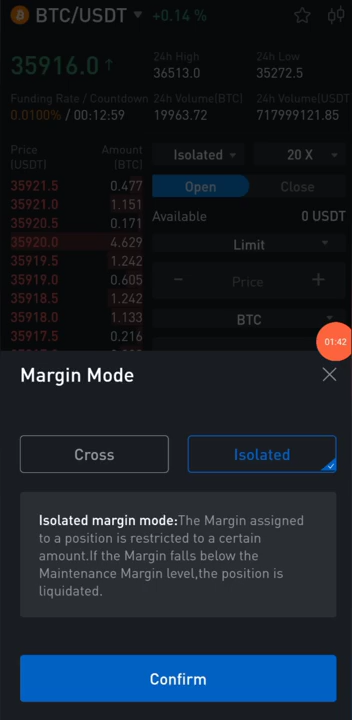 BTC/USDT +0.14 %
35916.0 ↑
24h High 24h Low
36513.0 35272.5
Funding Rate / Countdown 24h Volume(BTC) 24h Volume(USDT
0.0100% / 00:12:59 19963.72 717999121.85
Price Amount
(USDT) (BTC)
Isolated 20 X
35921.5 0.477
Open Close
35921.0 1.151
35920.5 0.171
Available 0 USDT
35920.0 4.629
Limit
35919.5 1.242
35919.0 0.605
− Price +
35918.5 1.242
35918.0 1.133
BTC
35917.5 0.216
01:42
Margin Mode
Cross Isolated
Isolated margin mode:The Margin assigned
to a position is restricted to a certain
amount.If the Margin falls below the
Maintenance Margin level,the position is
liquidated.
Confirm